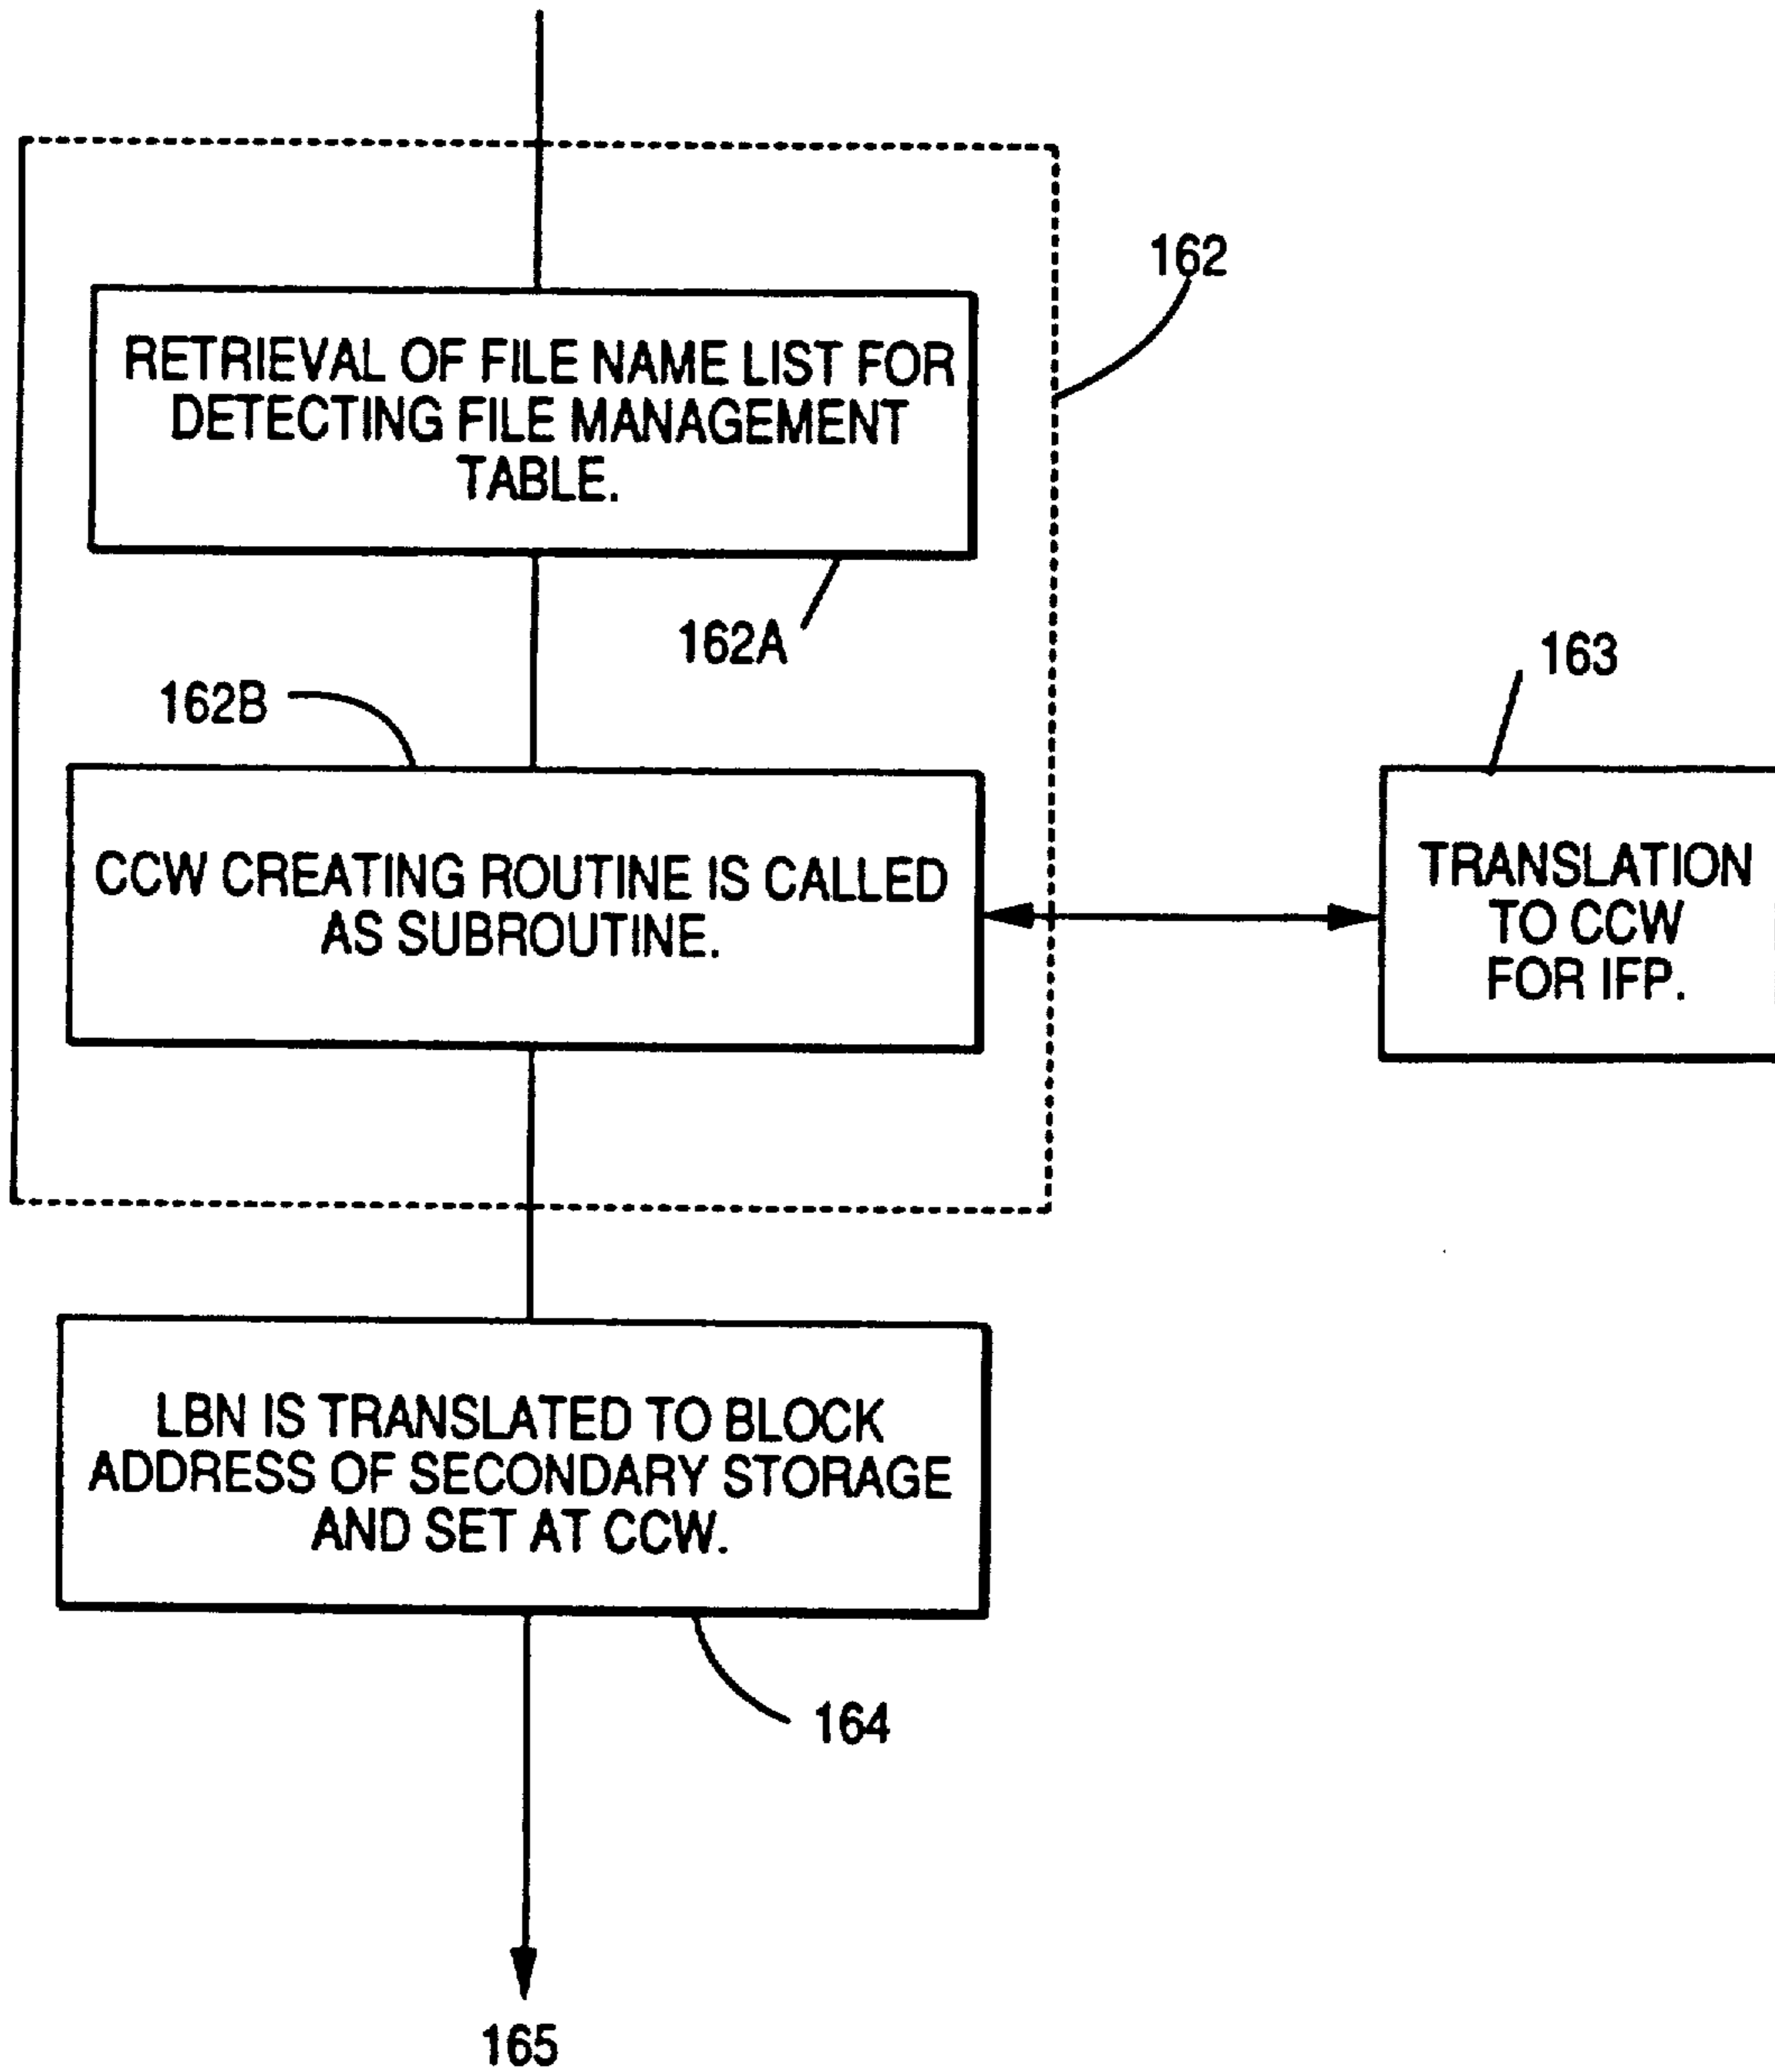 162
RETRIEVAL OF FILE NAME LIST FOR
DETECTING FILE MANAGEMENT
TABLE.
162A
162B
163
CCW CREATING ROUTINE IS CALLED
AS SUBROUTINE.
TRANSLATION
TO CCW
FOR IFP.
LBN IS TRANSLATED TO BLOCK
ADDRESS OF SECONDARY STORAGE
AND SET AT CCW.
164
165